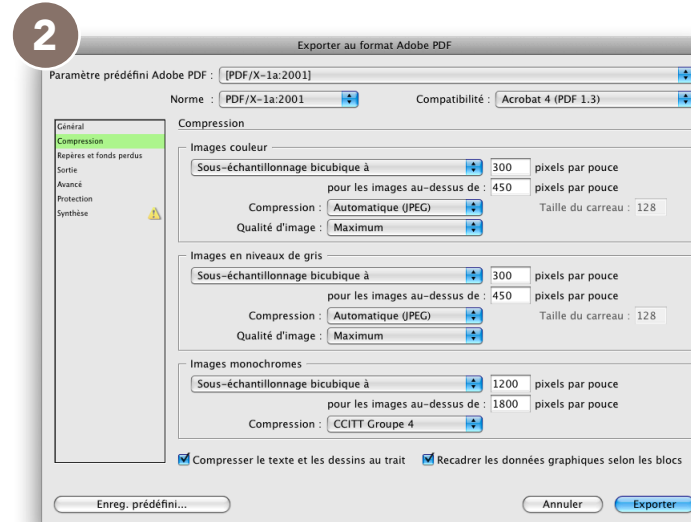 2
Exporter au format Adobe PDF
Paramètre prédéfini Adobe PDF : [PDF/X-1a:2001]
Norme : PDF/X-1a:2001 Compatibilité : Acrobat 4 (PDF 1.3)
Général
Compression
Repères et fonds perdus
Sortie
Avancé
Protection
Synthèse
Compression
Images couleur
Sous-échantillonnage bicubique à 300 pixels par pouce
pour les images au-dessus de : 450 pixels par pouce
Compression : Automatique (JPEG) Taille du carreau : 128
Qualité d'image : Maximum
Images en niveaux de gris
Sous-échantillonnage bicubique à 300 pixels par pouce
pour les images au-dessus de : 450 pixels par pouce
Compression : Automatique (JPEG) Taille du carreau : 128
Qualité d'image : Maximum
Images monochromes
Sous-échantillonnage bicubique à 1200 pixels par pouce
pour les images au-dessus de : 1800 pixels par pouce
Compression : CCITT Groupe 4
Compresser le texte et les dessins au trait Recadrer les données graphiques selon les blocs
Enreg. prédéfini... Annuler Exporter